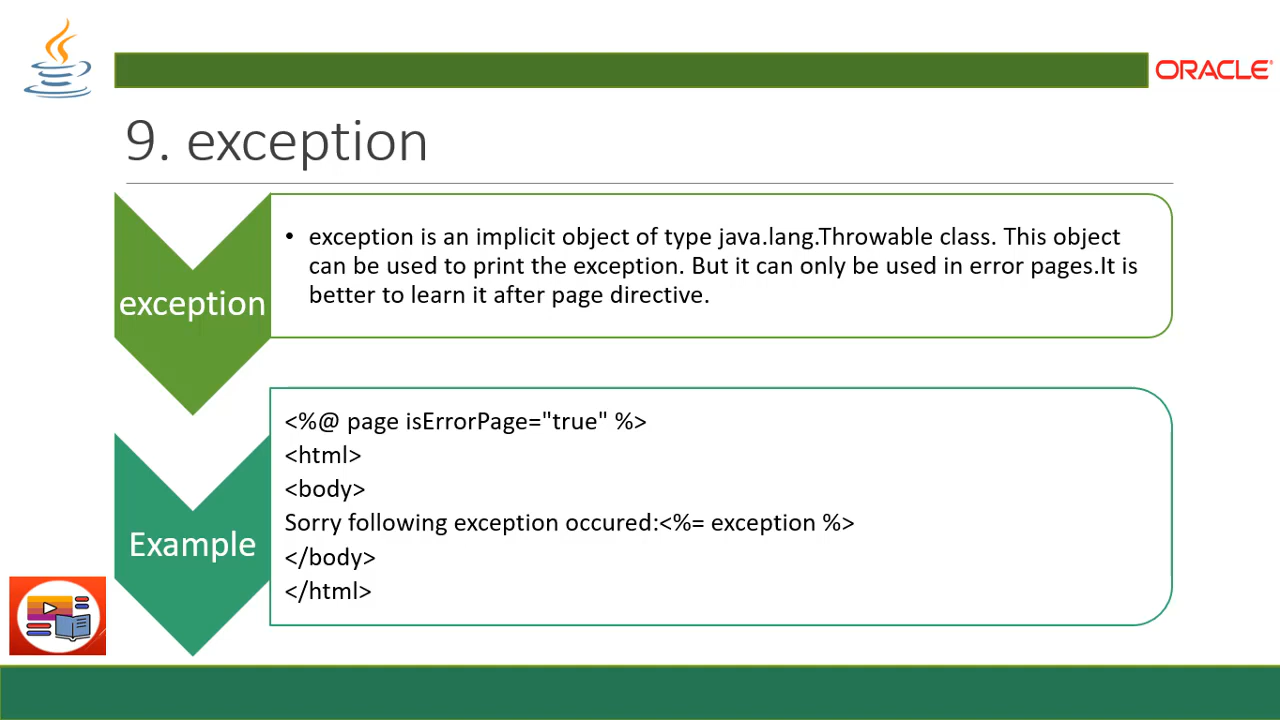 ORACLE
9. exception
exception
• exception is an implicit object of type java.lang.Throwable class. This object
can be used to print the exception. But it can only be used in error pages.It is
better to learn it after page directive.
Example
<%@ page isErrorPage="true" %>
<html>
<body>
Sorry following exception occured:<%= exception %>
</body>
</html>